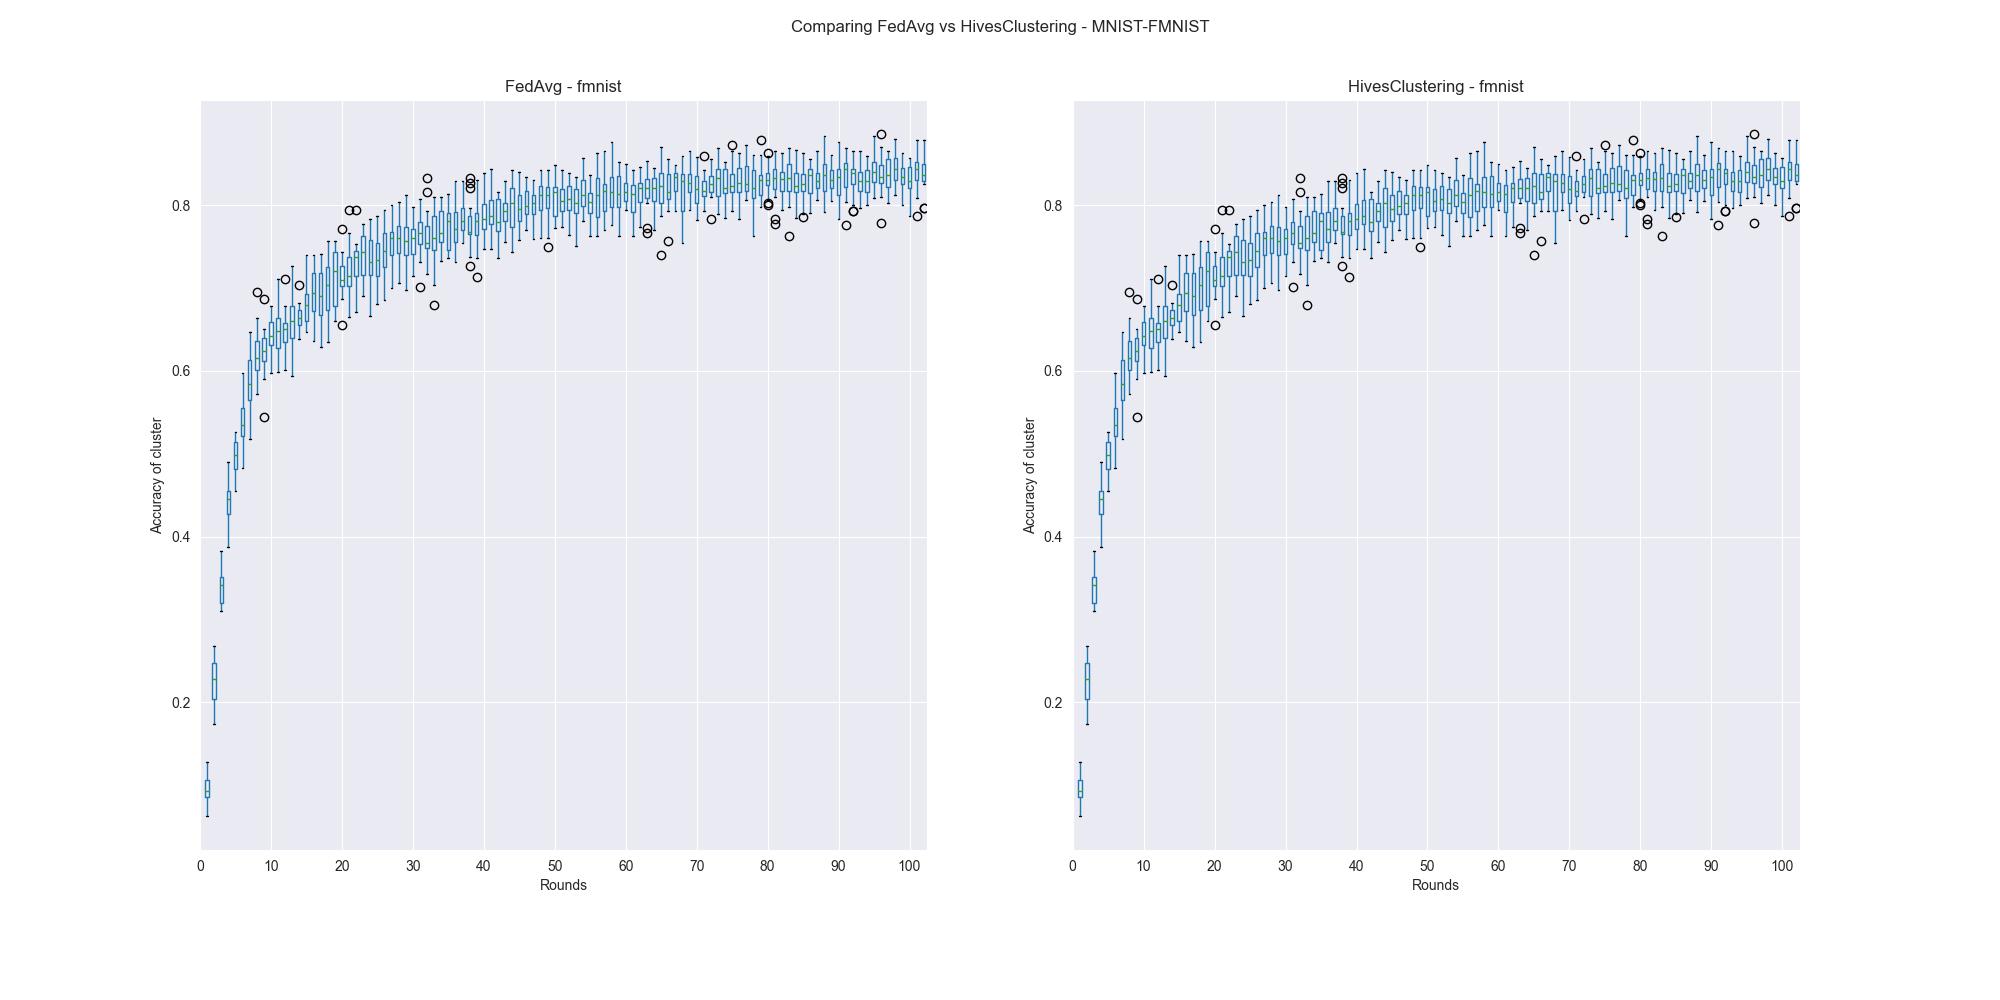 Comparing FedAvg vs HivesClustering - MNIST-FMNIST
FedAvg - fmnist
Accuracy of cluster
0.8
0.6
0.4
0.2
0 10 20 30 40 50 60 70 80 90 100
Rounds
HivesClustering - fmnist
Accuracy of cluster
0.8
0.6
0.4
0.2
0 10 20 30 40 50 60 70 80 90 100
Rounds